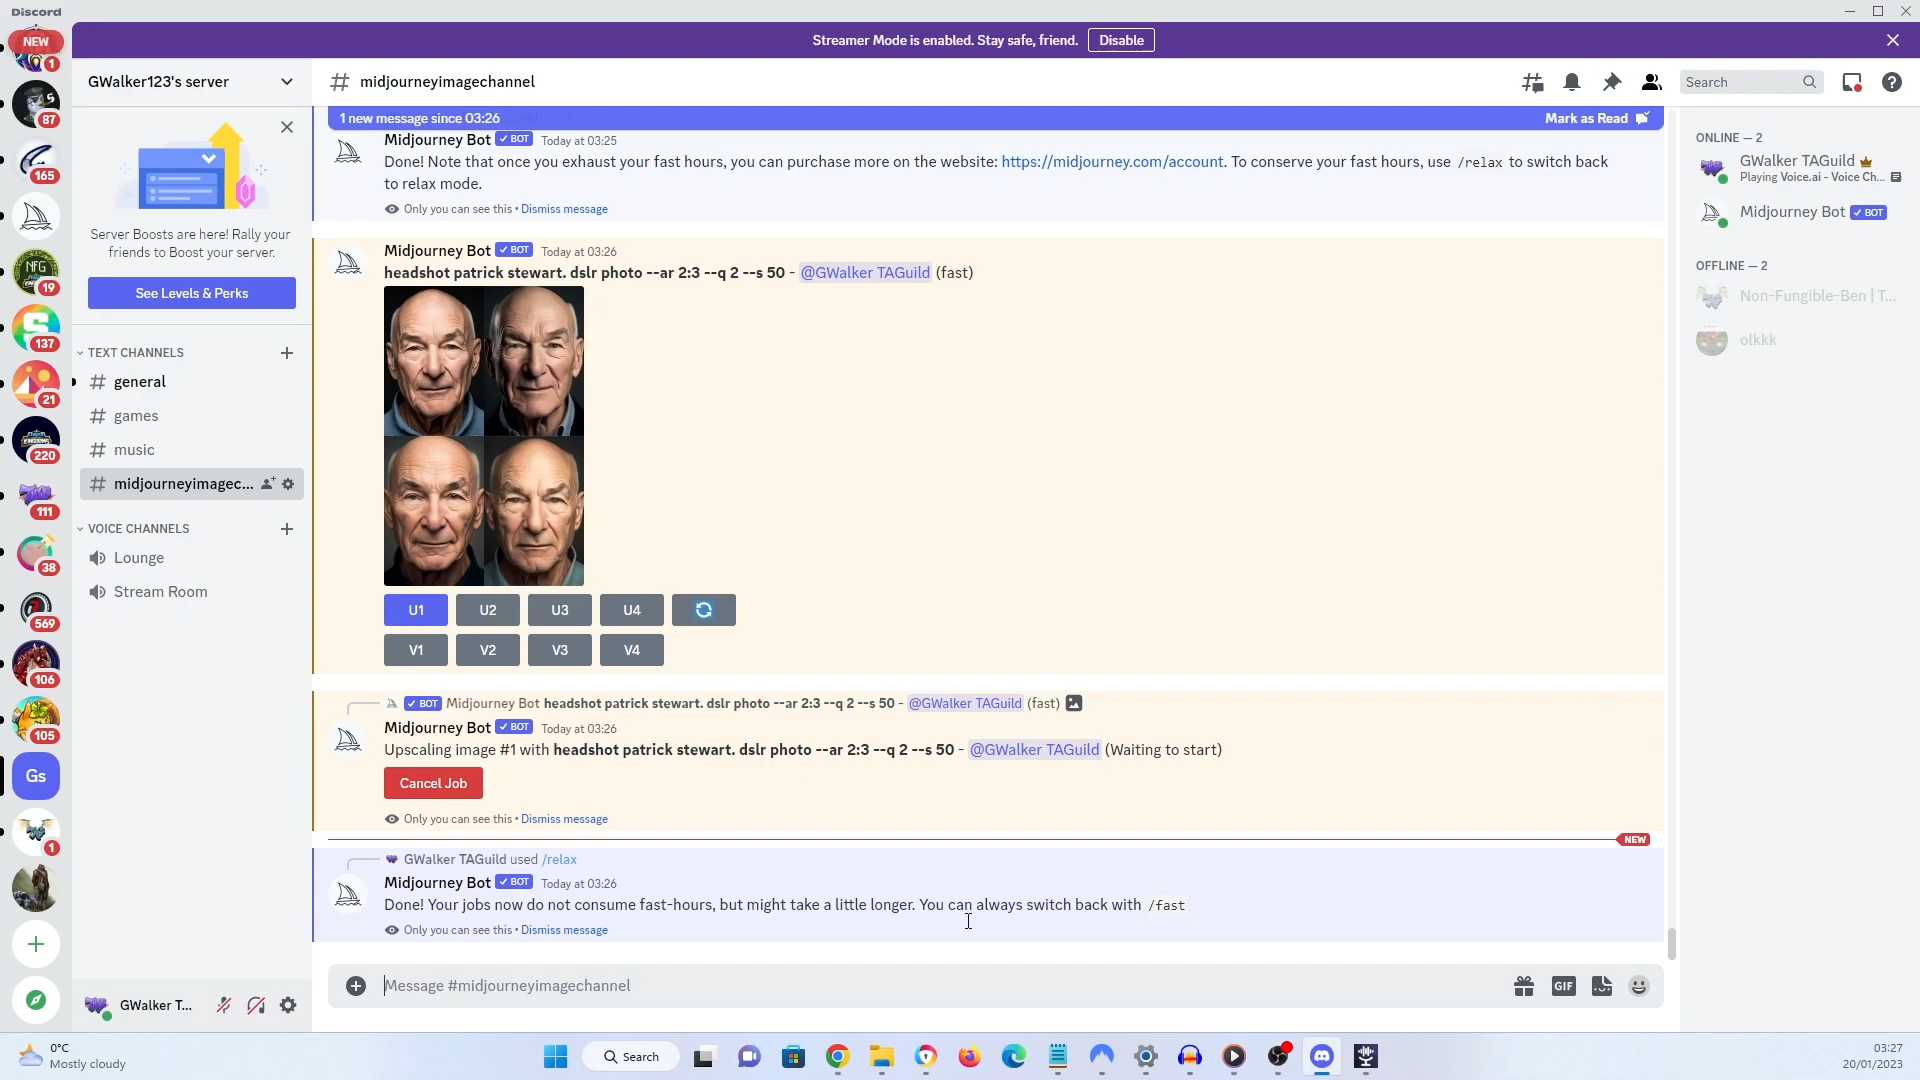 Discord
Streamer Mode is enabled. Stay safe, friend. Disable
NEW
1
87
165
19
137
21
220
111
38
569
106
105
Gs
1
GWalker123's server
Server Boosts are here! Rally your
friends to Boost your server.
See Levels & Perks
TEXT CHANNELS
general
games
music
midjourneyimagec...
VOICE CHANNELS
Lounge
Stream Room
GWalker T...
# midjourneyimagechannel
Search
1 new message since 03:26 Mark as Read
Midjourney Bot ✓ BOT Today at 03:25
Done! Note that once you exhaust your fast hours, you can purchase more on the website: https://midjourney.com/account. To conserve your fast hours, use /relax to switch back
to relax mode.
Only you can see this • Dismiss message
Midjourney Bot ✓ BOT Today at 03:26
headshot patrick stewart. dslr photo --ar 2:3 --q 2 --s 50 - @GWalker TAGuild (fast)
U1 U2 U3 U4
V1 V2 V3 V4
✓ BOT Midjourney Bot headshot patrick stewart. dslr photo --ar 2:3 --q 2 --s 50 - @GWalker TAGuild (fast)
Midjourney Bot ✓ BOT Today at 03:26
Upscaling image #1 with headshot patrick stewart. dslr photo --ar 2:3 --q 2 --s 50 - @GWalker TAGuild (Waiting to start)
Cancel Job
Only you can see this • Dismiss message
NEW
GWalker TAGuild used /relax
Midjourney Bot ✓ BOT Today at 03:26
Done! Your jobs now do not consume fast-hours, but might take a little longer. You can always switch back with /fast
Only you can see this • Dismiss message
Message #midjourneyimagechannel
GIF
ONLINE — 2
GWalker TAGuild
Playing Voice.ai - Voice Ch...
Midjourney Bot ✓ BOT
OFFLINE — 2
Non-Fungible-Ben | T...
olkkk
0°C
Mostly cloudy
Search
03:27
20/01/2023